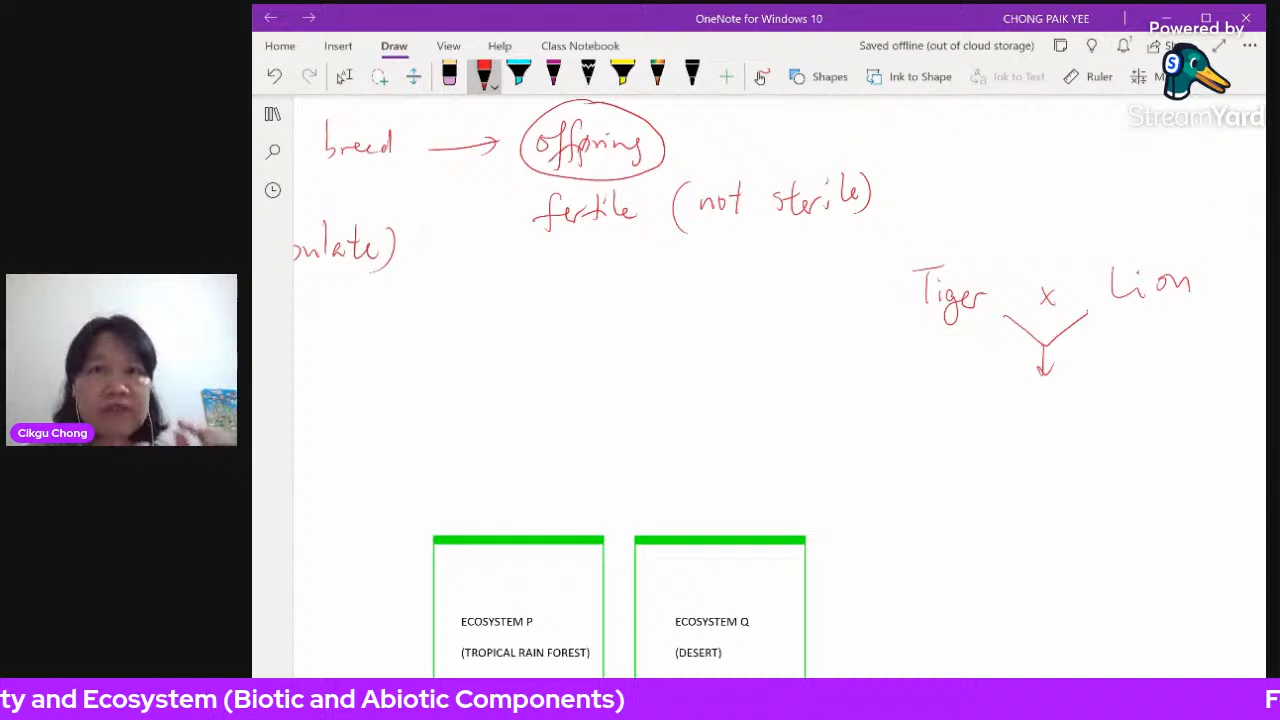 OneNote for Windows 10
CHONG PAIK YEE
Powered by
StreamYard
Home Insert Draw View Help Class Notebook
Saved offline (out of cloud storage)
Shapes Ink to Shape Ink to Text Ruler
breed → offpring
fertile (not sterile)
ulate)
Tiger x Lion
Cikgu Chong
ECOSYSTEM P
(TROPICAL RAIN FOREST)
ECOSYSTEM Q
(DESERT)
ty and Ecosystem (Biotic and Abiotic Components)
F